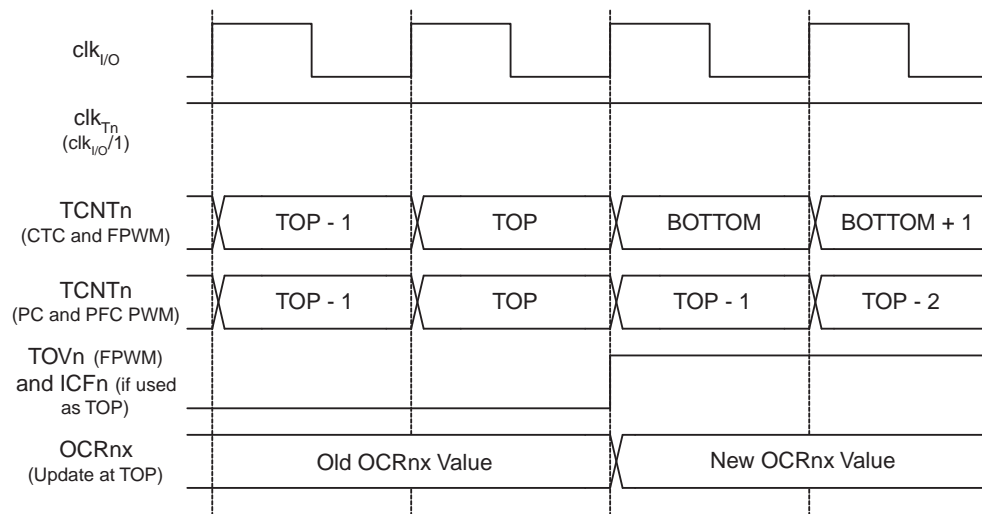 clkI/O
clkTn
(clkI/O/1)
TCNTn
(CTC and FPWM)
TOP - 1
TOP
BOTTOM
BOTTOM + 1
TCNTn
(PC and PFC PWM)
TOP - 1
TOP
TOP - 1
TOP - 2
TOVn (FPWM)
and ICFn (if used
as TOP)
OCRnx
(Update at TOP)
Old OCRnx Value
New OCRnx Value